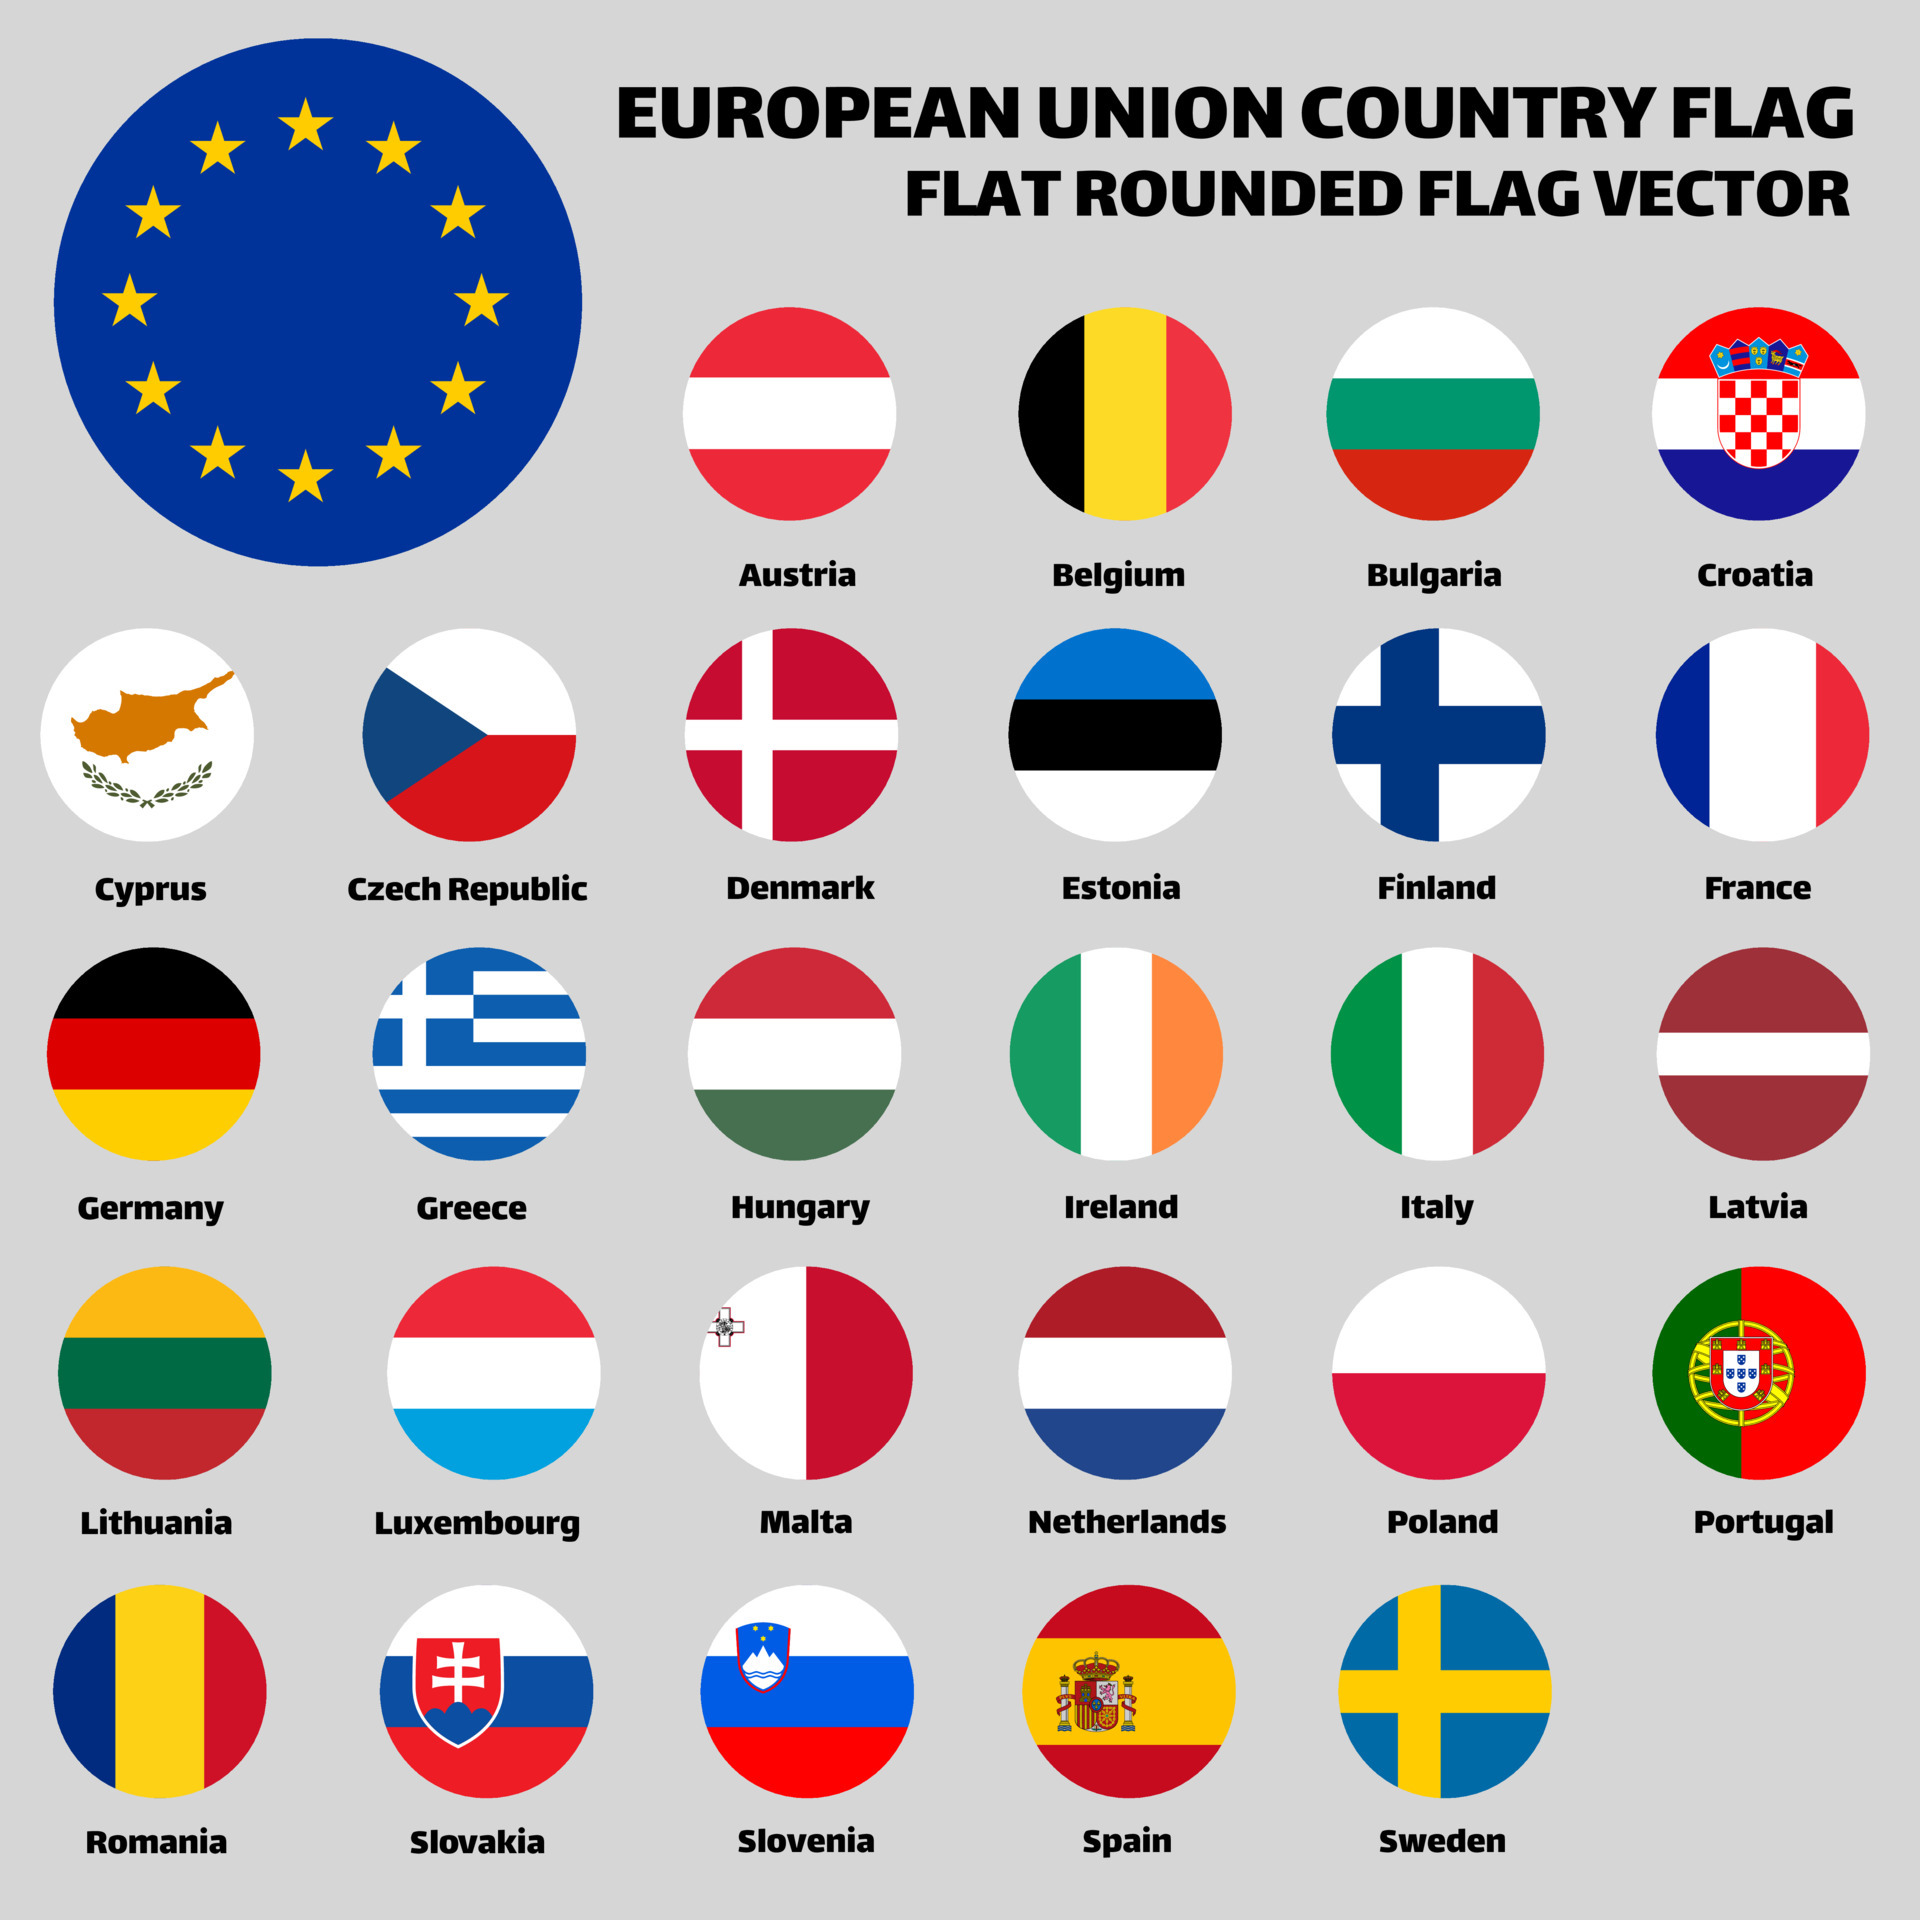 EUROPEAN UNION COUNTRY FLAG
FLAT ROUNDED FLAG VECTOR
Austria
Belgium
Bulgaria
Croatia
Cyprus
Czech Republic
Denmark
Estonia
Finland
France
Germany
Greece
Hungary
Ireland
Italy
Latvia
Lithuania
Luxembourg
Malta
Netherlands
Poland
Portugal
Romania
Slovakia
Slovenia
Spain
Sweden